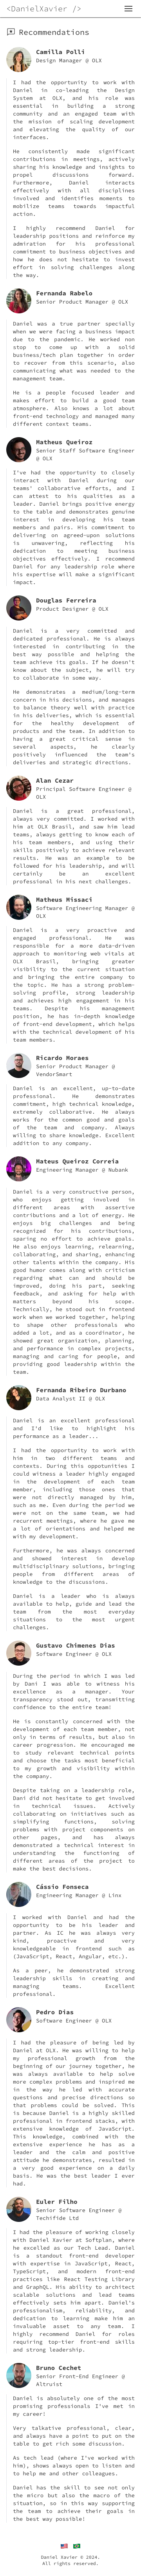 <DanielXavier />
Recommendations
Camilla Polli
Design Manager @ OLX
I had the opportunity to work with
Daniel in co-leading the Design
System at OLX, and his role was
essential in building a strong
community and an engaged team with
the mission of scaling development
and elevating the quality of our
interfaces.
He consistently made significant
contributions in meetings, actively
sharing his knowledge and insights to
propel discussions forward.
Furthermore, Daniel interacts
effectively with all disciplines
involved and identifies moments to
mobilize teams towards impactful
action.
I highly recommend Daniel for
leadership positions and reinforce my
admiration for his professional
commitment to business objectives and
how he does not hesitate to invest
effort in solving challenges along
the way.
Fernanda Rabelo
Senior Product Manager @ OLX
Daniel was a true partner specially
when we were facing a business impact
due to the pandemic. He worked non
stop to come up with a solid
business/tech plan together in order
to recover from this scenario, also
communicating what was needed to the
management team.
He is a people focused leader and
makes effort to build a good team
atmosphere. Also knows a lot about
front-end technology and managed many
different context teams.
Matheus Queiroz
Senior Staff Software Engineer
@ OLX
I've had the opportunity to closely
interact with Daniel during our
teams' collaborative efforts, and I
can attest to his qualities as a
leader. Daniel brings positive energy
to the table and demonstrates genuine
interest in developing his team
members and pairs. His commitment to
delivering on agreed-upon solutions
is unwavering, reflecting his
dedication to meeting business
objectives effectively. I recommend
Daniel for any leadership role where
his expertise will make a significant
impact.
Douglas Ferreira
Product Designer @ OLX
Daniel is a very committed and
dedicated professional. He is always
interested in contributing in the
best way possible and helping the
team achieve its goals. If he doesn't
know about the subject, he will try
to collaborate in some way.
He demonstrates a medium/long-term
concern in his decisions, and manages
to balance theory well with practice
in his deliveries, which is essential
for the healthy development of
products and the team. In addition to
having a great critical sense in
several aspects, he clearly
positively influenced the team's
deliveries and strategic directions.
Alan Cezar
Principal Software Engineer @
OLX
Daniel is a great professional,
always very committed. I worked with
him at OLX Brasil, and saw him lead
teams, always getting to know each of
his team members, and using their
skills positively to achieve relevant
results. He was an example to be
followed for his leadership, and will
certainly be an excellent
professional in his next challenges.
Matheus Missaci
Software Engineering Manager @
OLX
Daniel is a very proactive and
engaged professional. He was
responsible for a more data-driven
approach to monitoring web vitals at
OLX Brasil, bringing greater
visibility to the current situation
and bringing the entire company to
the topic. He has a strong problem-
solving profile, strong leadership
and achieves high engagement in his
teams. Despite his management
position, he has in-depth knowledge
of front-end development, which helps
with the technical development of his
team members.
Ricardo Moraes
Senior Product Manager @
VenderSmart
Daniel is an excellent, up-to-date
professional. He demonstrates
commitment, high technical knowledge,
extremely collaborative. He always
works for the common good and goals
of the team and company. Always
willing to share knowledge. Excellent
addition to any company.
Mateus Queiroz Correia
Engineering Manager @ Nubank
Daniel is a very constructive person,
who enjoys getting involved in
different areas with assertive
contributions and a lot of energy. He
enjoys big challenges and being
recognized for his contributions,
sparing no effort to achieve goals.
He also enjoys learning, relearning,
collaborating, and sharing, enhancing
other talents within the company. His
good humor comes along with criticism
regarding what can and should be
improved, doing his part, seeking
feedback, and asking for help with
matters beyond his scope.
Technically, he stood out in frontend
work when we worked together, helping
to shape other professionals who
added a lot, and as a coordinator, he
showed great organization, planning,
and performance in complex projects,
managing and caring for people, and
providing good leadership within the
team.
Fernanda Ribeiro Durbano
Data Analyst II @ OLX
Daniel is an excellent professional
and I'd like to highlight his
performance as a leader...
I had the opportunity to work with
him in two different teams and
contexts. During this opportunities I
could witness a leader highly engaged
in the development of each team
member, including those ones that
were not directly managed by him,
such as me. Even during the period we
were not on the same team, we had
recurrent meetings, where he gave me
a lot of orientations and helped me
with my development.
Furthermore, he was always concerned
and showed interest in develop
multidisciplinary solutions, bringing
people from different areas of
knowledge to the discussions.
Daniel is a leader who is always
available to help, guide and lead the
team from the most everyday
situations to the most urgent
challenges.
Gustavo Chimenes Dias
Software Engineer @ OLX
During the period in which I was led
by Dani I was able to witness his
excellence as a manager. Your
transparency stood out, transmitting
confidence to the entire team!
He is constantly concerned with the
development of each team member, not
only in terms of results, but also in
career progression. He encouraged me
to study relevant technical points
and choose the tasks most beneficial
to my growth and visibility within
the company.
Despite taking on a leadership role,
Dani did not hesitate to get involved
in technical issues. Actively
collaborating on initiatives such as
simplifying functions, solving
problems with project components and
other pages, and has always
demonstrated a technical interest in
understanding the functioning of
different areas of the project to
make the best decisions.
Cássio Fonseca
Engineering Manager @ Linx
I worked with Daniel and had the
opportunity to be his leader and
partner. As IC he was always very
kind, proactive and very
knowledgeable in frontend such as
(JavaScript, React, Angular, etc.).
As a peer, he demonstrated strong
leadership skills in creating and
managing teams. Excellent
professional.
Pedro Dias
Software Engineer @ OLX
I had the pleasure of being led by
Daniel at OLX. He was willing to help
my professional growth from the
beginning of our journey together, he
was always available to help solve
more complex problems and inspired me
in the way he led with accurate
questions and precise directions so
that problems could be solved. This
is because Daniel is a highly skilled
professional in frontend stacks, with
extensive knowledge of JavaScript.
This knowledge, combined with the
extensive experience he has as a
leader and the calm and positive
attitude he demonstrates, resulted in
a very good experience on a daily
basis. He was the best leader I ever
had.
Euler Filho
Senior Software Engineer @
Techifide Ltd
I had the pleasure of working closely
with Daniel Xavier at Softplan, where
he excelled as our Tech Lead. Daniel
is a standout front-end developer
with expertise in JavaScript, React,
TypeScript, and modern front-end
practices like React Testing Library
and GraphQL. His ability to architect
scalable solutions and lead teams
effectively sets him apart. Daniel's
professionalism, reliability, and
dedication to learning make him an
invaluable asset to any team. I
highly recommend Daniel for roles
requiring top-tier front-end skills
and strong leadership.
Bruno Cechet
Senior Front-End Engineer @
Altruist
Daniel is absolutely one of the most
promising professionals I've met in
my career!
Very talkative professional, clear,
and always have a point to put on the
table to get rich some discussion.
As tech lead (where I've worked with
him), shows always open to listen and
to help me and other colleagues.
Daniel has the skill to see not only
the micro but also the macro of the
situation, so in this way supporting
the team to achieve their goals in
the best way possible!
Daniel Xavier © 2024.
All rights reserved.